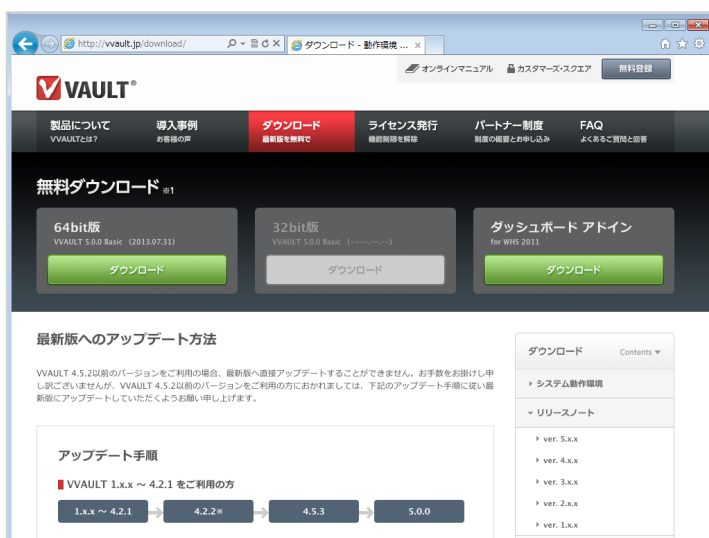 http://vvault.jp/download/
ダウンロード - 動作環境 ...
オンラインマニュアル カスタマーズ・スクエア 無料登録
VVAULT®
製品について 導入事例 ダウンロード ライセンス発行 パートナー制度 FAQ
VVAULTとは? お客様の声 最新版を無料で 機能制限を解除 制度の概要とお申し込み よくあるご質問と回答
無料ダウンロード ※1
64bit版 32bit版 ダッシュボード アドイン
VVAULT 5.0.0 Basic (2013.07.31) VVAULT 5.0.0 Basic (----.--.--) for WHS 2011
ダウンロード ダウンロード ダウンロード
最新版へのアップデート方法
VVAULT 4.5.2以前のバージョンをご利用の場合、最新版へ直接アップデートすることができません。お手数をお掛けし申
し訳ございませんが、VVAULT 4.5.2以前のバージョンをご利用の方におかれましては、下記のアップデート手順に従い最
新版にアップデートしていただくようお願い申し上げます。
アップデート手順
VVAULT 1.x.x ～ 4.2.1 をご利用の方
1.x.x ～ 4.2.1 4.2.2※ 4.5.3 5.0.0
ダウンロード Contents
システム動作環境
リリースノート
ver. 5.x.x
ver. 4.x.x
ver. 3.x.x
ver. 2.x.x
ver. 1.x.x